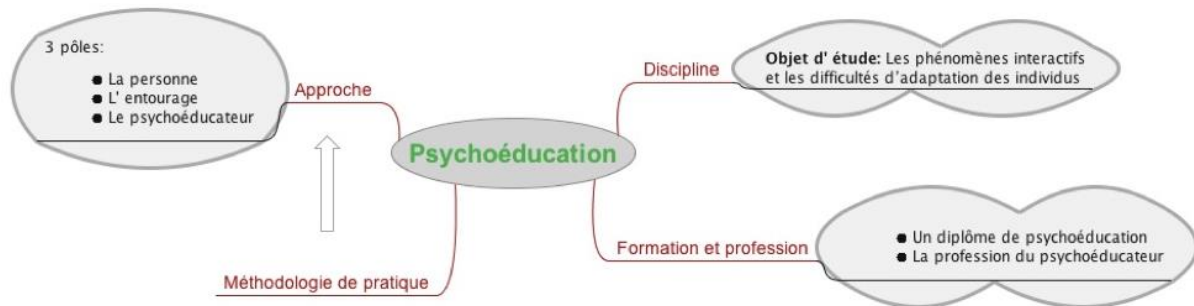 3 pôles:
● La personne
● L' entourage
● Le psychoéducateur
Approche
Psychoéducation
Méthodologie de pratique
Discipline
Objet d' étude: Les phénomènes interactifs
et les difficultés d'adaptation des individus
Formation et profession
● Un diplôme de psychoéducation
● La profession du psychoéducateur